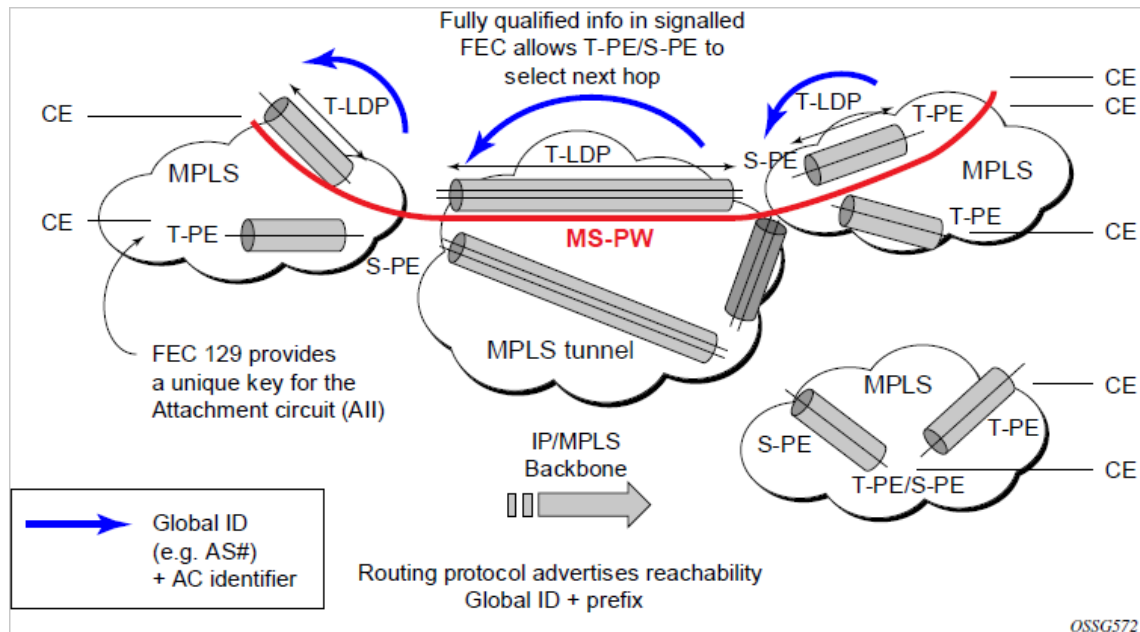 Fully qualified info in signalled
FEC allows T-PE/S-PE to
select next hop
CE
T-LDP
MPLS
CE
T-PE
S-PE
T-LDP
MS-PW
MPLS tunnel
T-LDP
S-PE
T-PE
MPLS
T-PE
CE
CE
CE
FEC 129 provides
a unique key for the
Attachment circuit (AII)
IP/MPLS
Backbone
MPLS
S-PE
T-PE
T-PE/S-PE
CE
CE
Global ID
(e.g. AS#)
+ AC identifier
Routing protocol advertises reachability
Global ID + prefix
OSSG572